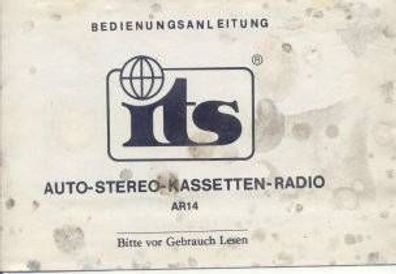 BEDIENUNGSANLEITUNG
its ®
AUTO-STEREO-KASSETTEN-RADIO
AR14
Bitte vor Gebrauch Lesen